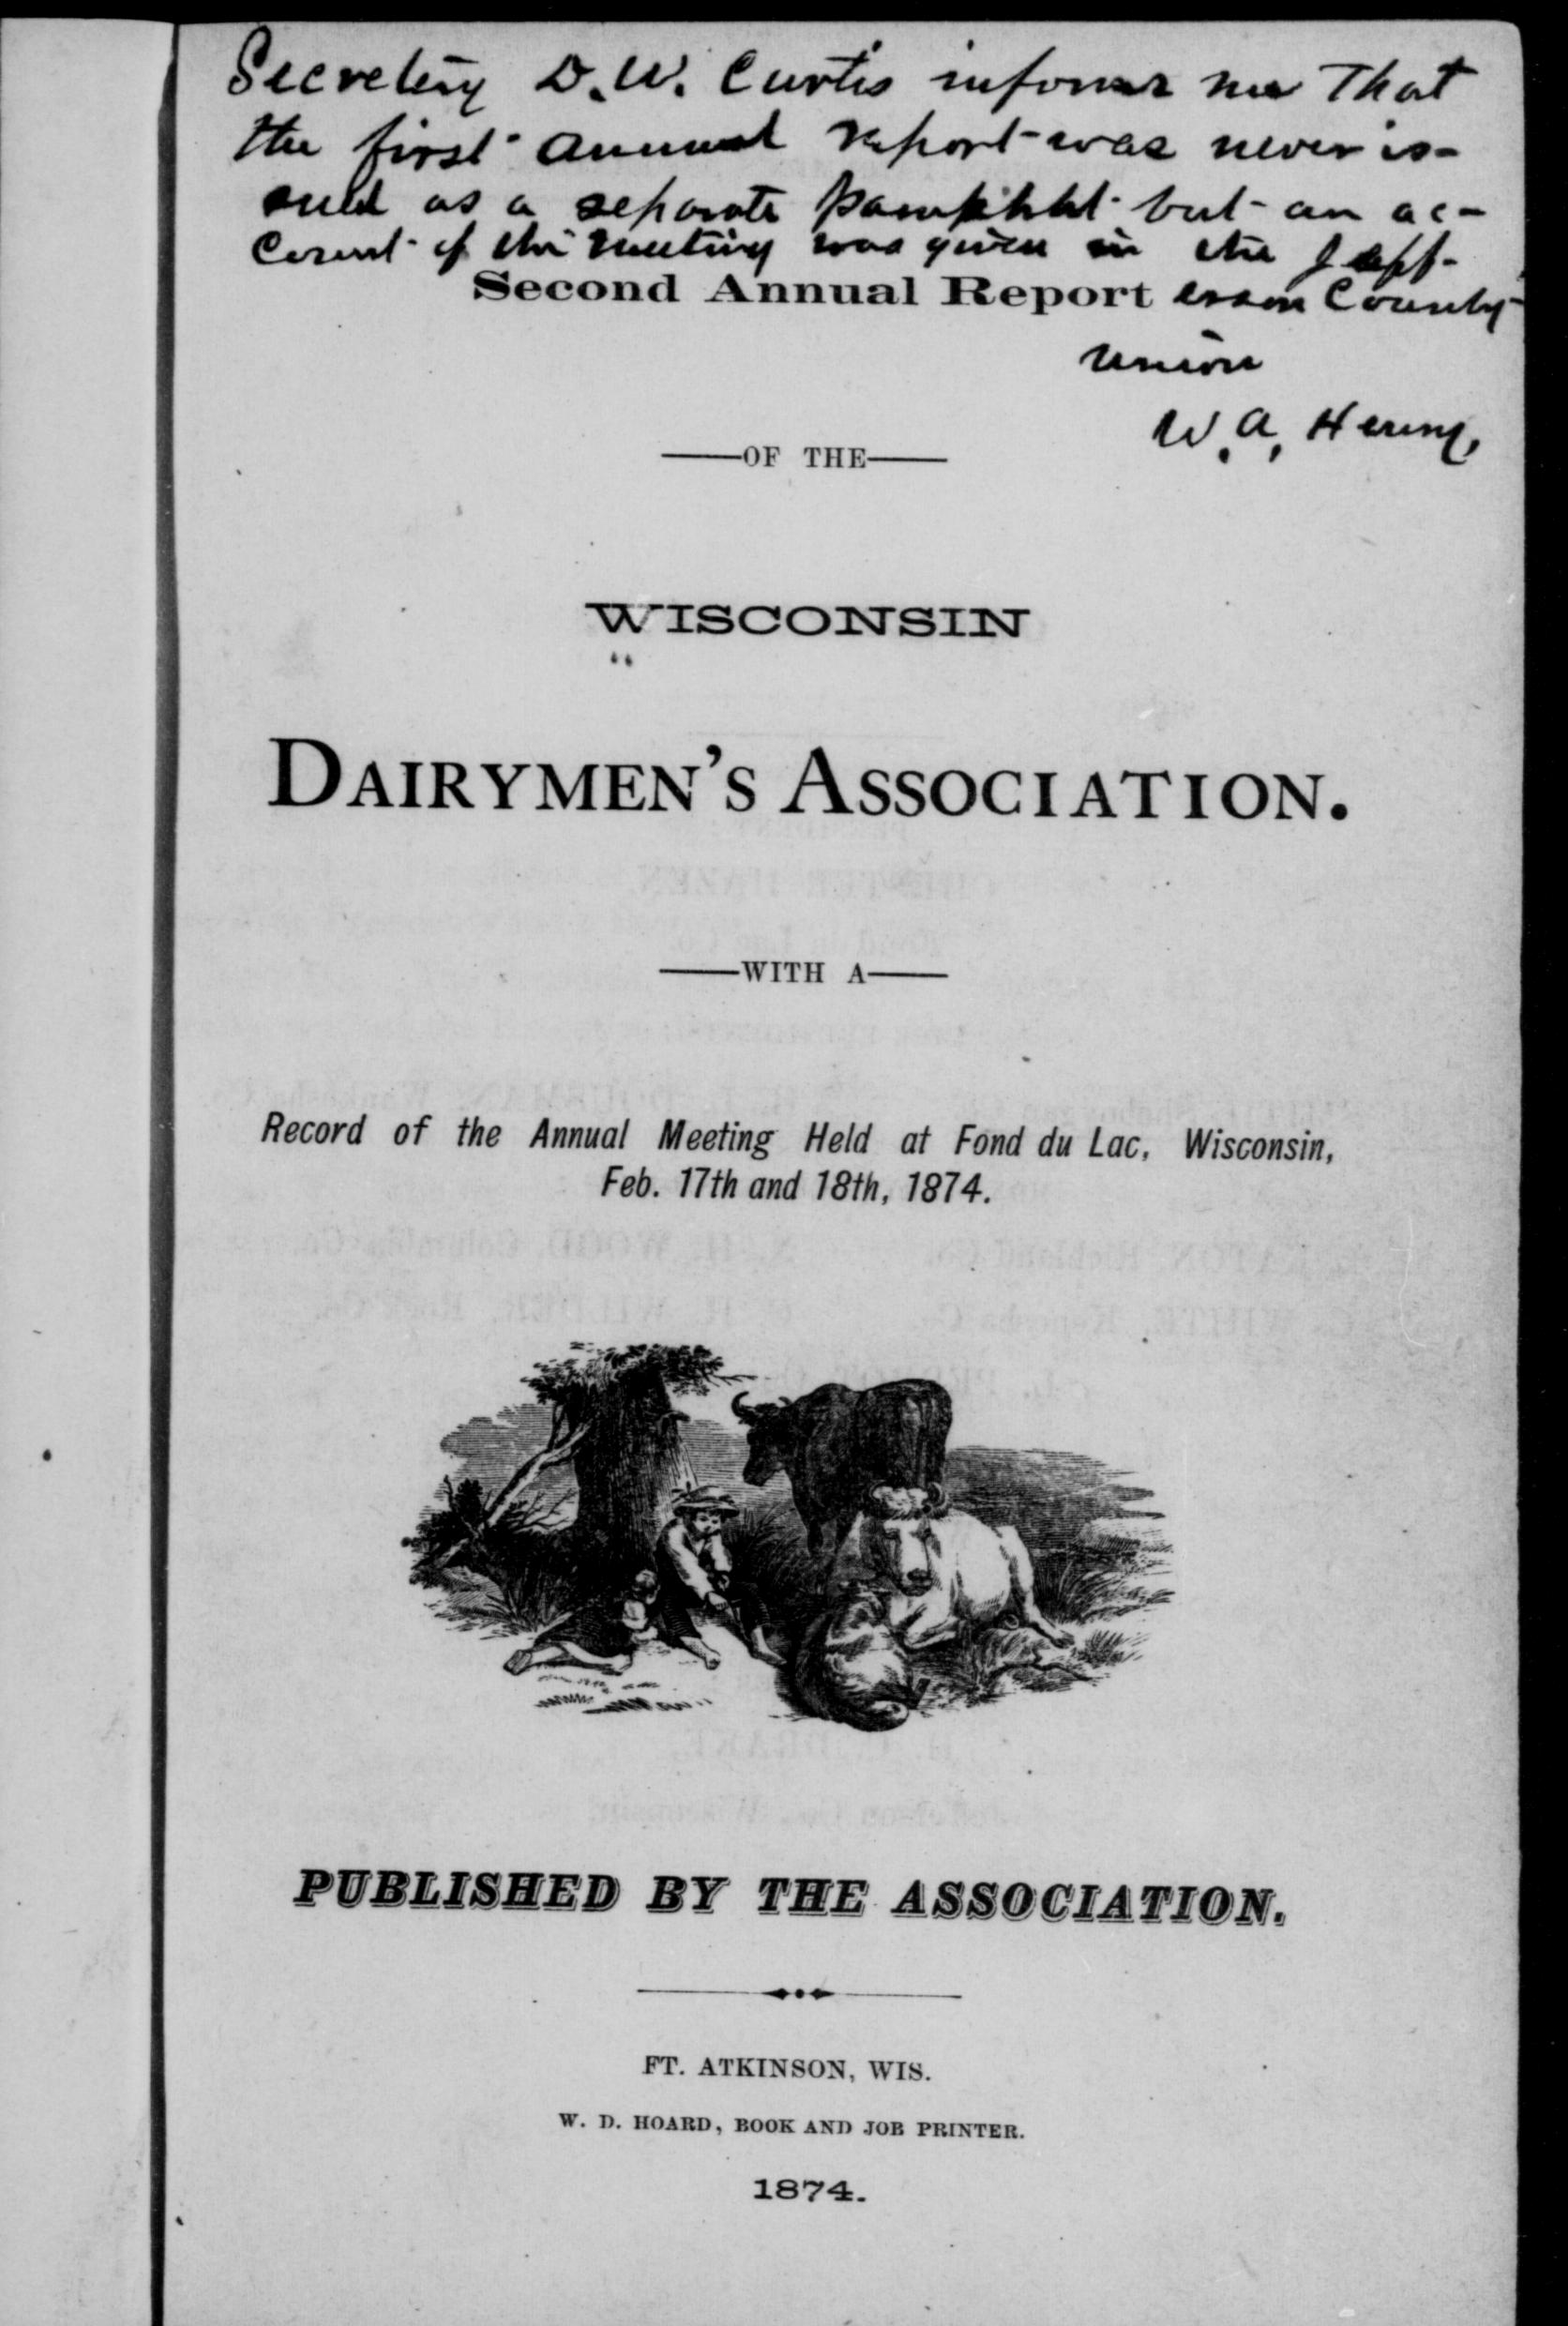 Secretery D. W. Curtis informs me That
the first annual report was never is-
sued as a separate pamphlet but an ac-
count of the meeting was given in the Jeff-
Second Annual Report erson County
Union
W. A. Henry,
OF THE
WISCONSIN
DAIRYMEN'S ASSOCIATION.
WITH A
Record of the Annual Meeting Held at Fond du Lac, Wisconsin,
Feb. 17th and 18th, 1874.
PUBLISHED BY THE ASSOCIATION.
FT. ATKINSON, WIS.
W. D. HOARD, BOOK AND JOB PRINTER.
1874.